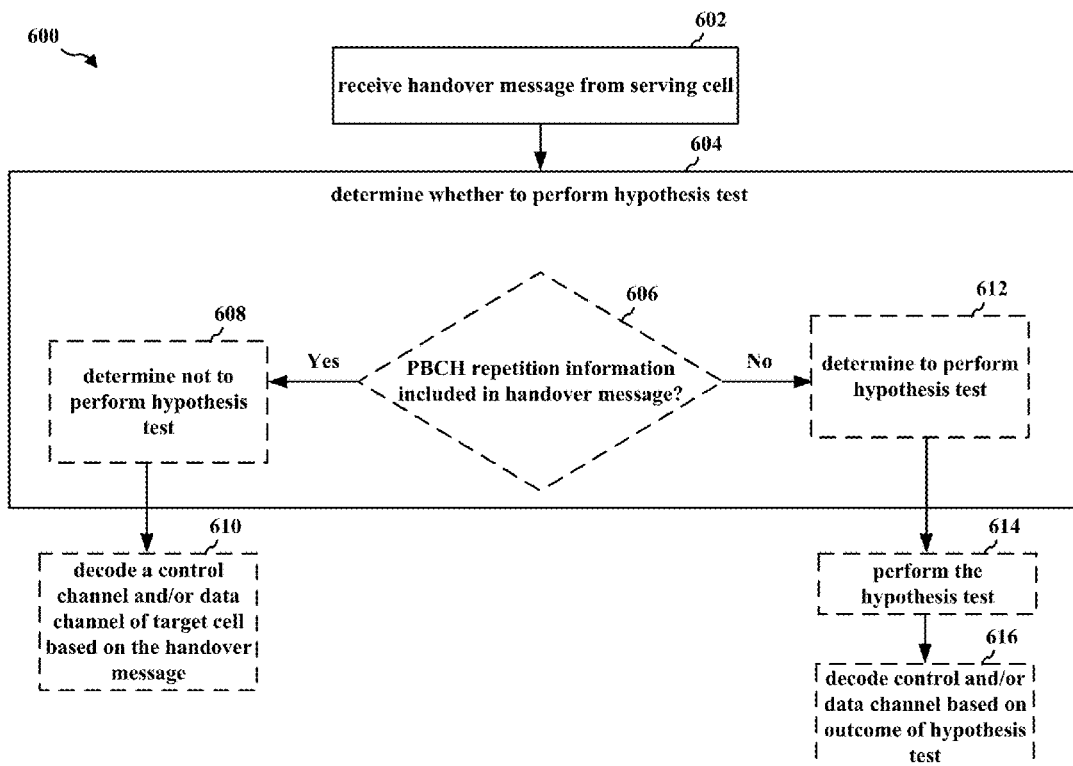 600
602
receive handover message from serving cell
604
determine whether to perform hypothesis test
606
PBCH repetition information
included in handover message?
Yes
No
608
determine not to
perform hypothesis
test
612
determine to perform
hypothesis test
610
decode a control
channel and/or data
channel of target cell
based on the handover
message
614
perform the
hypothesis test
616
decode control and/or
data channel based on
outcome of hypothesis
test